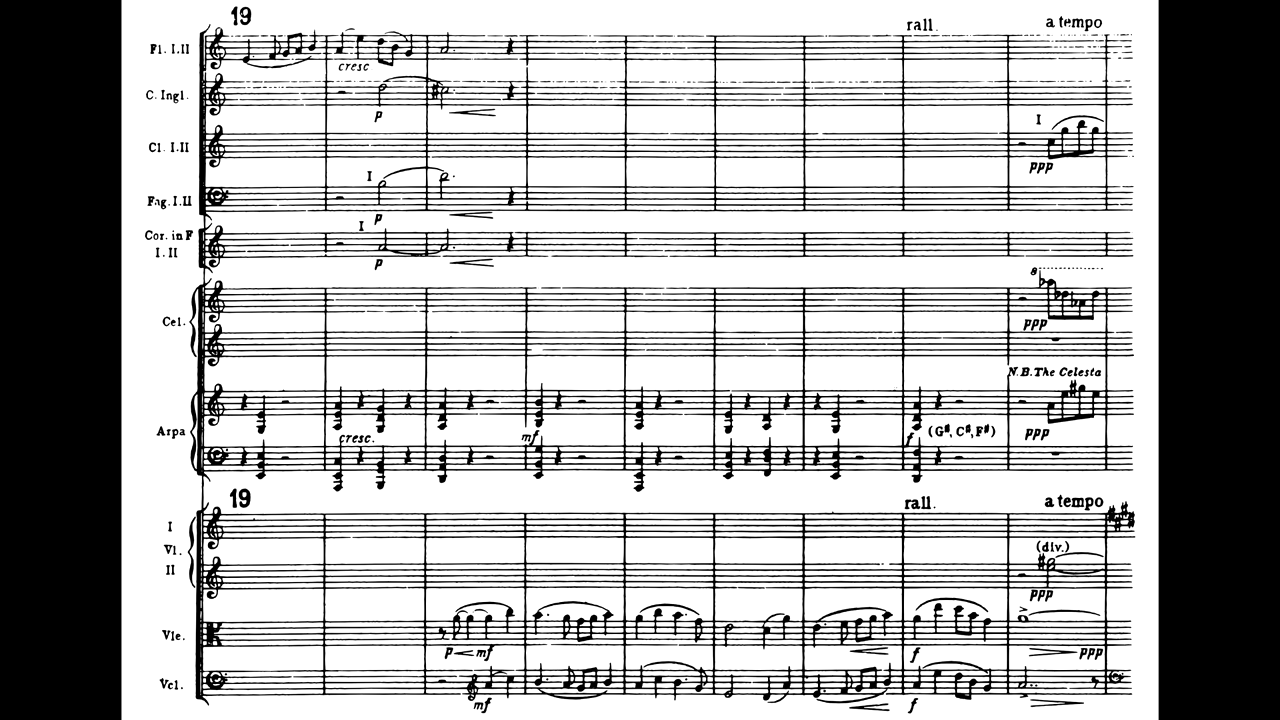 19
rall.
a tempo
Fl. I.II
cresc
C. Ingl.
p
I
Cl. I.II
ppp
I
Fag. I.II
p
I
Cor. in F
I. II
p
8
Cel.
ppp
N.B. The Celesta
Arpa
cresc.
mf
f
(G#, C#, F#)
ppp
19
rall.
a tempo
I
Vl.
(div.)
II
ppp
Vle.
p mf
f
ppp
Vcl.
mf
f